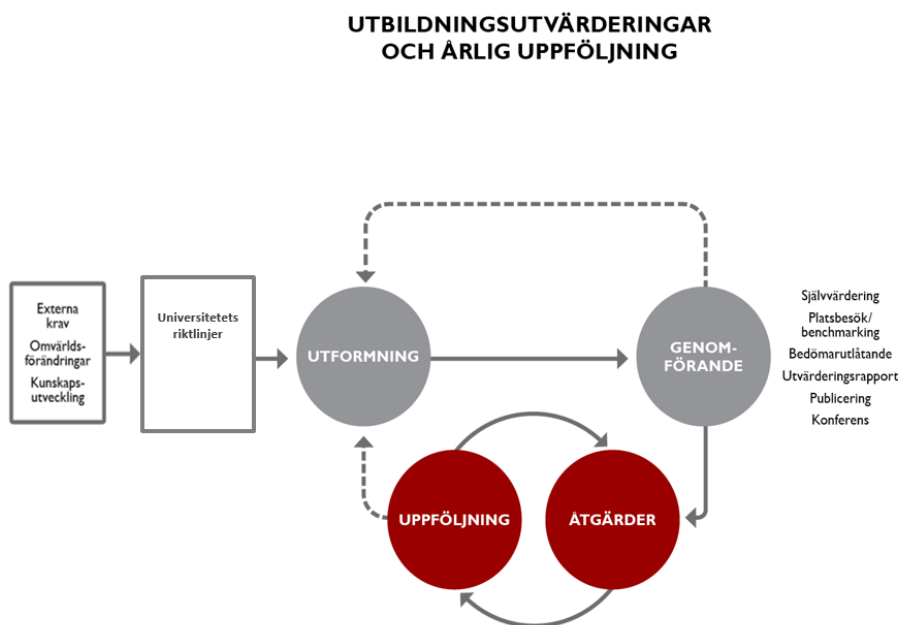 UTBILDNINGSUTVÄRDERINGAR
OCH ÅRLIG UPPFÖLJNING
Externa
krav
Omvärlds-
förändringar
Kunskaps-
utveckling
Universitetets
riktlinjer
UTFORMNING
GENOM-
FÖRANDE
Självvärdering
Platsbesök/
benchmarking
Bedömarutlåtande
Utvärderingsrapport
Publicering
Konferens
UPPFÖLJNING
ÅTGÄRDER